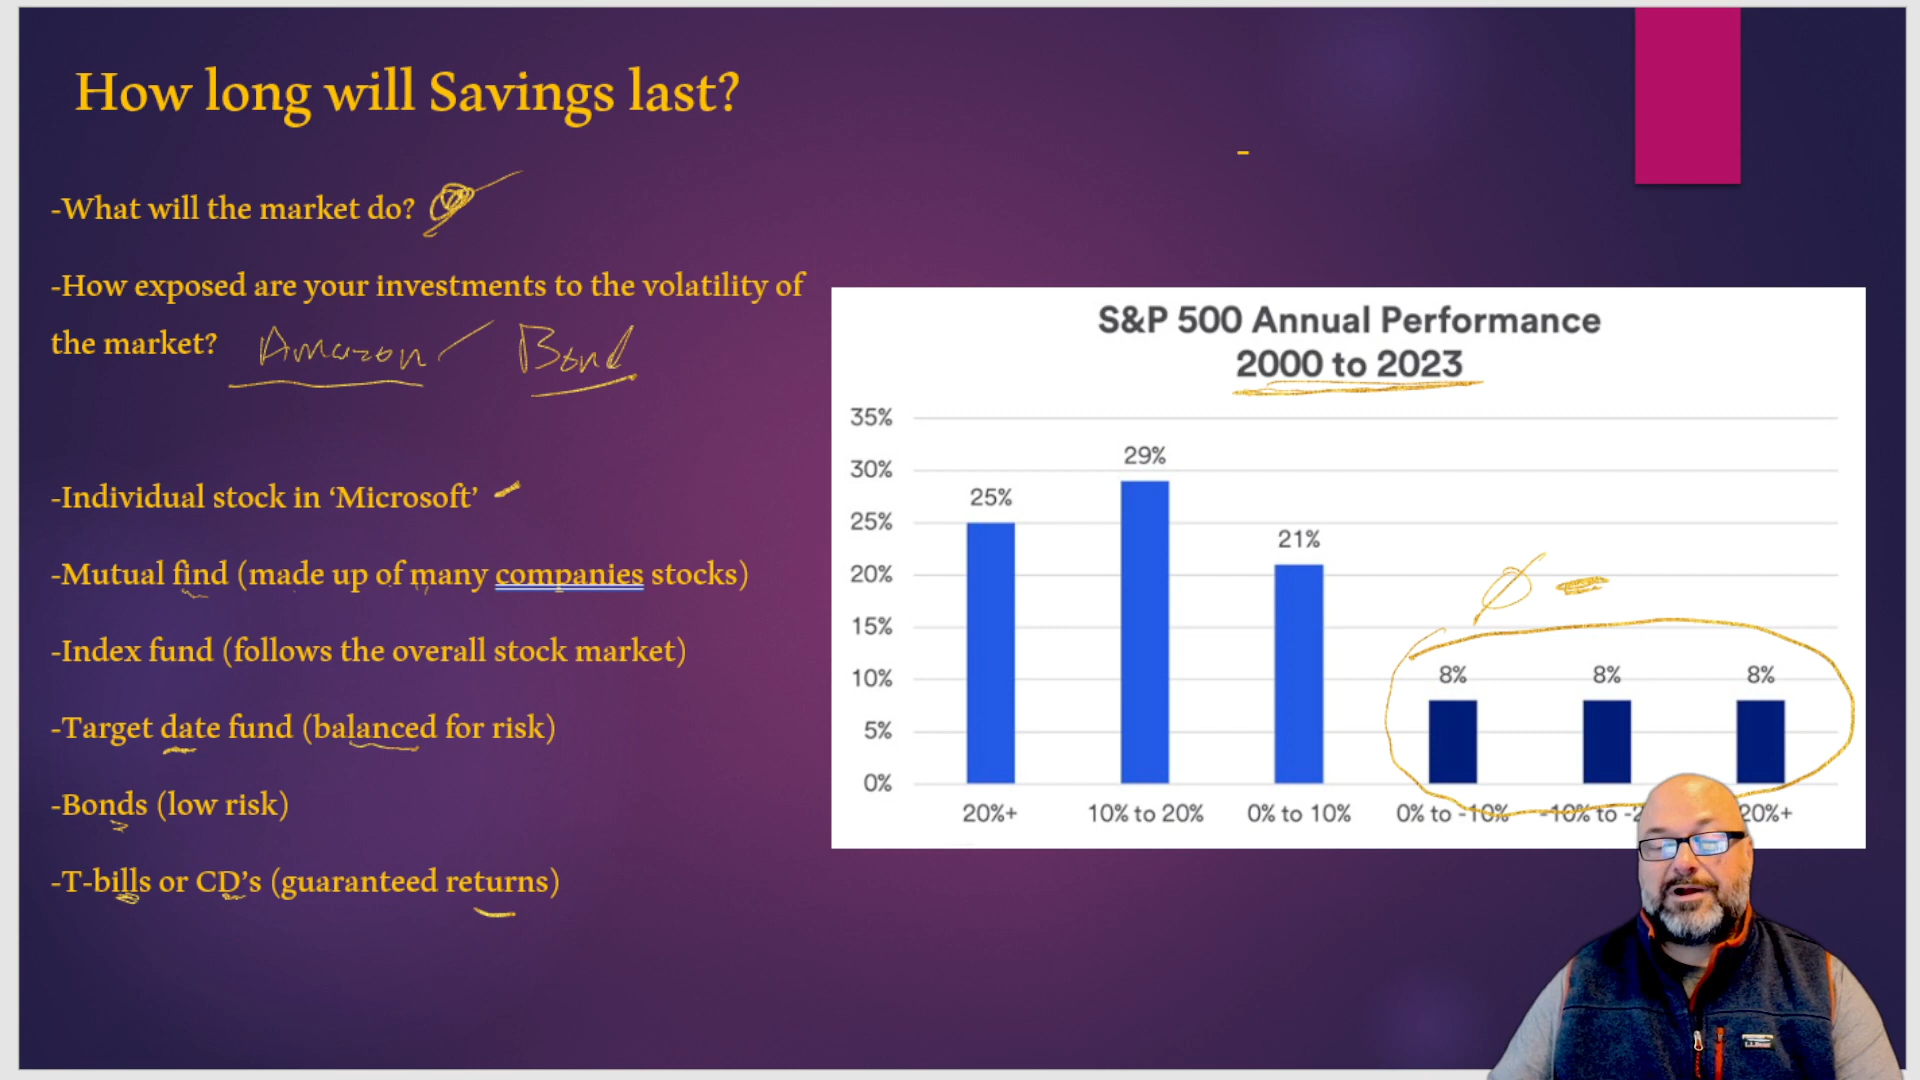 How long will Savings last?
-What will the market do?
-How exposed are your investments to the volatility of
the market? Amazon Bond
-Individual stock in ‘Microsoft’
-Mutual find (made up of many companies stocks)
-Index fund (follows the overall stock market)
-Target date fund (balanced for risk)
-Bonds (low risk)
-T-bills or CD’s (guaranteed returns)
-
S&P 500 Annual Performance
2000 to 2023
35%
30%
25%
20%
15%
10%
5%
0%
25%
29%
21%
8%
8%
8%
20%+
10% to 20%
0% to 10%
0% to -10%
-10% to -2
20%+
L.L.Bean